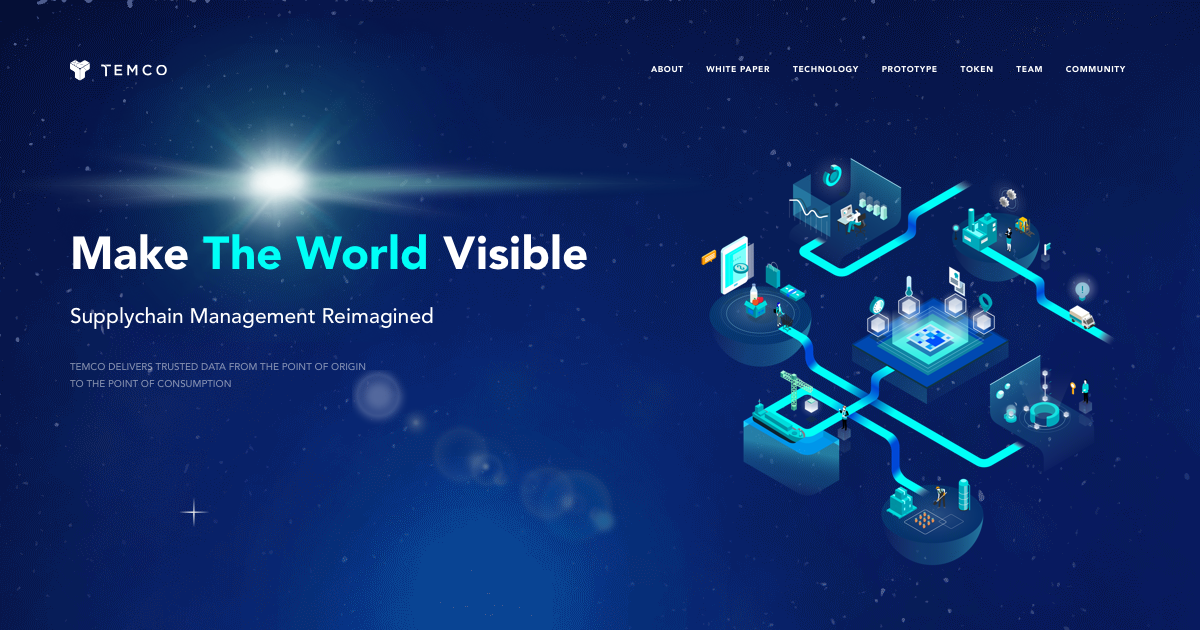 TEMCO
ABOUT WHITE PAPER TECHNOLOGY PROTOTYPE TOKEN TEAM COMMUNITY
Make The World Visible
Supplychain Management Reimagined
TEMCO DELIVERS TRUSTED DATA FROM THE POINT OF ORIGIN
TO THE POINT OF CONSUMPTION